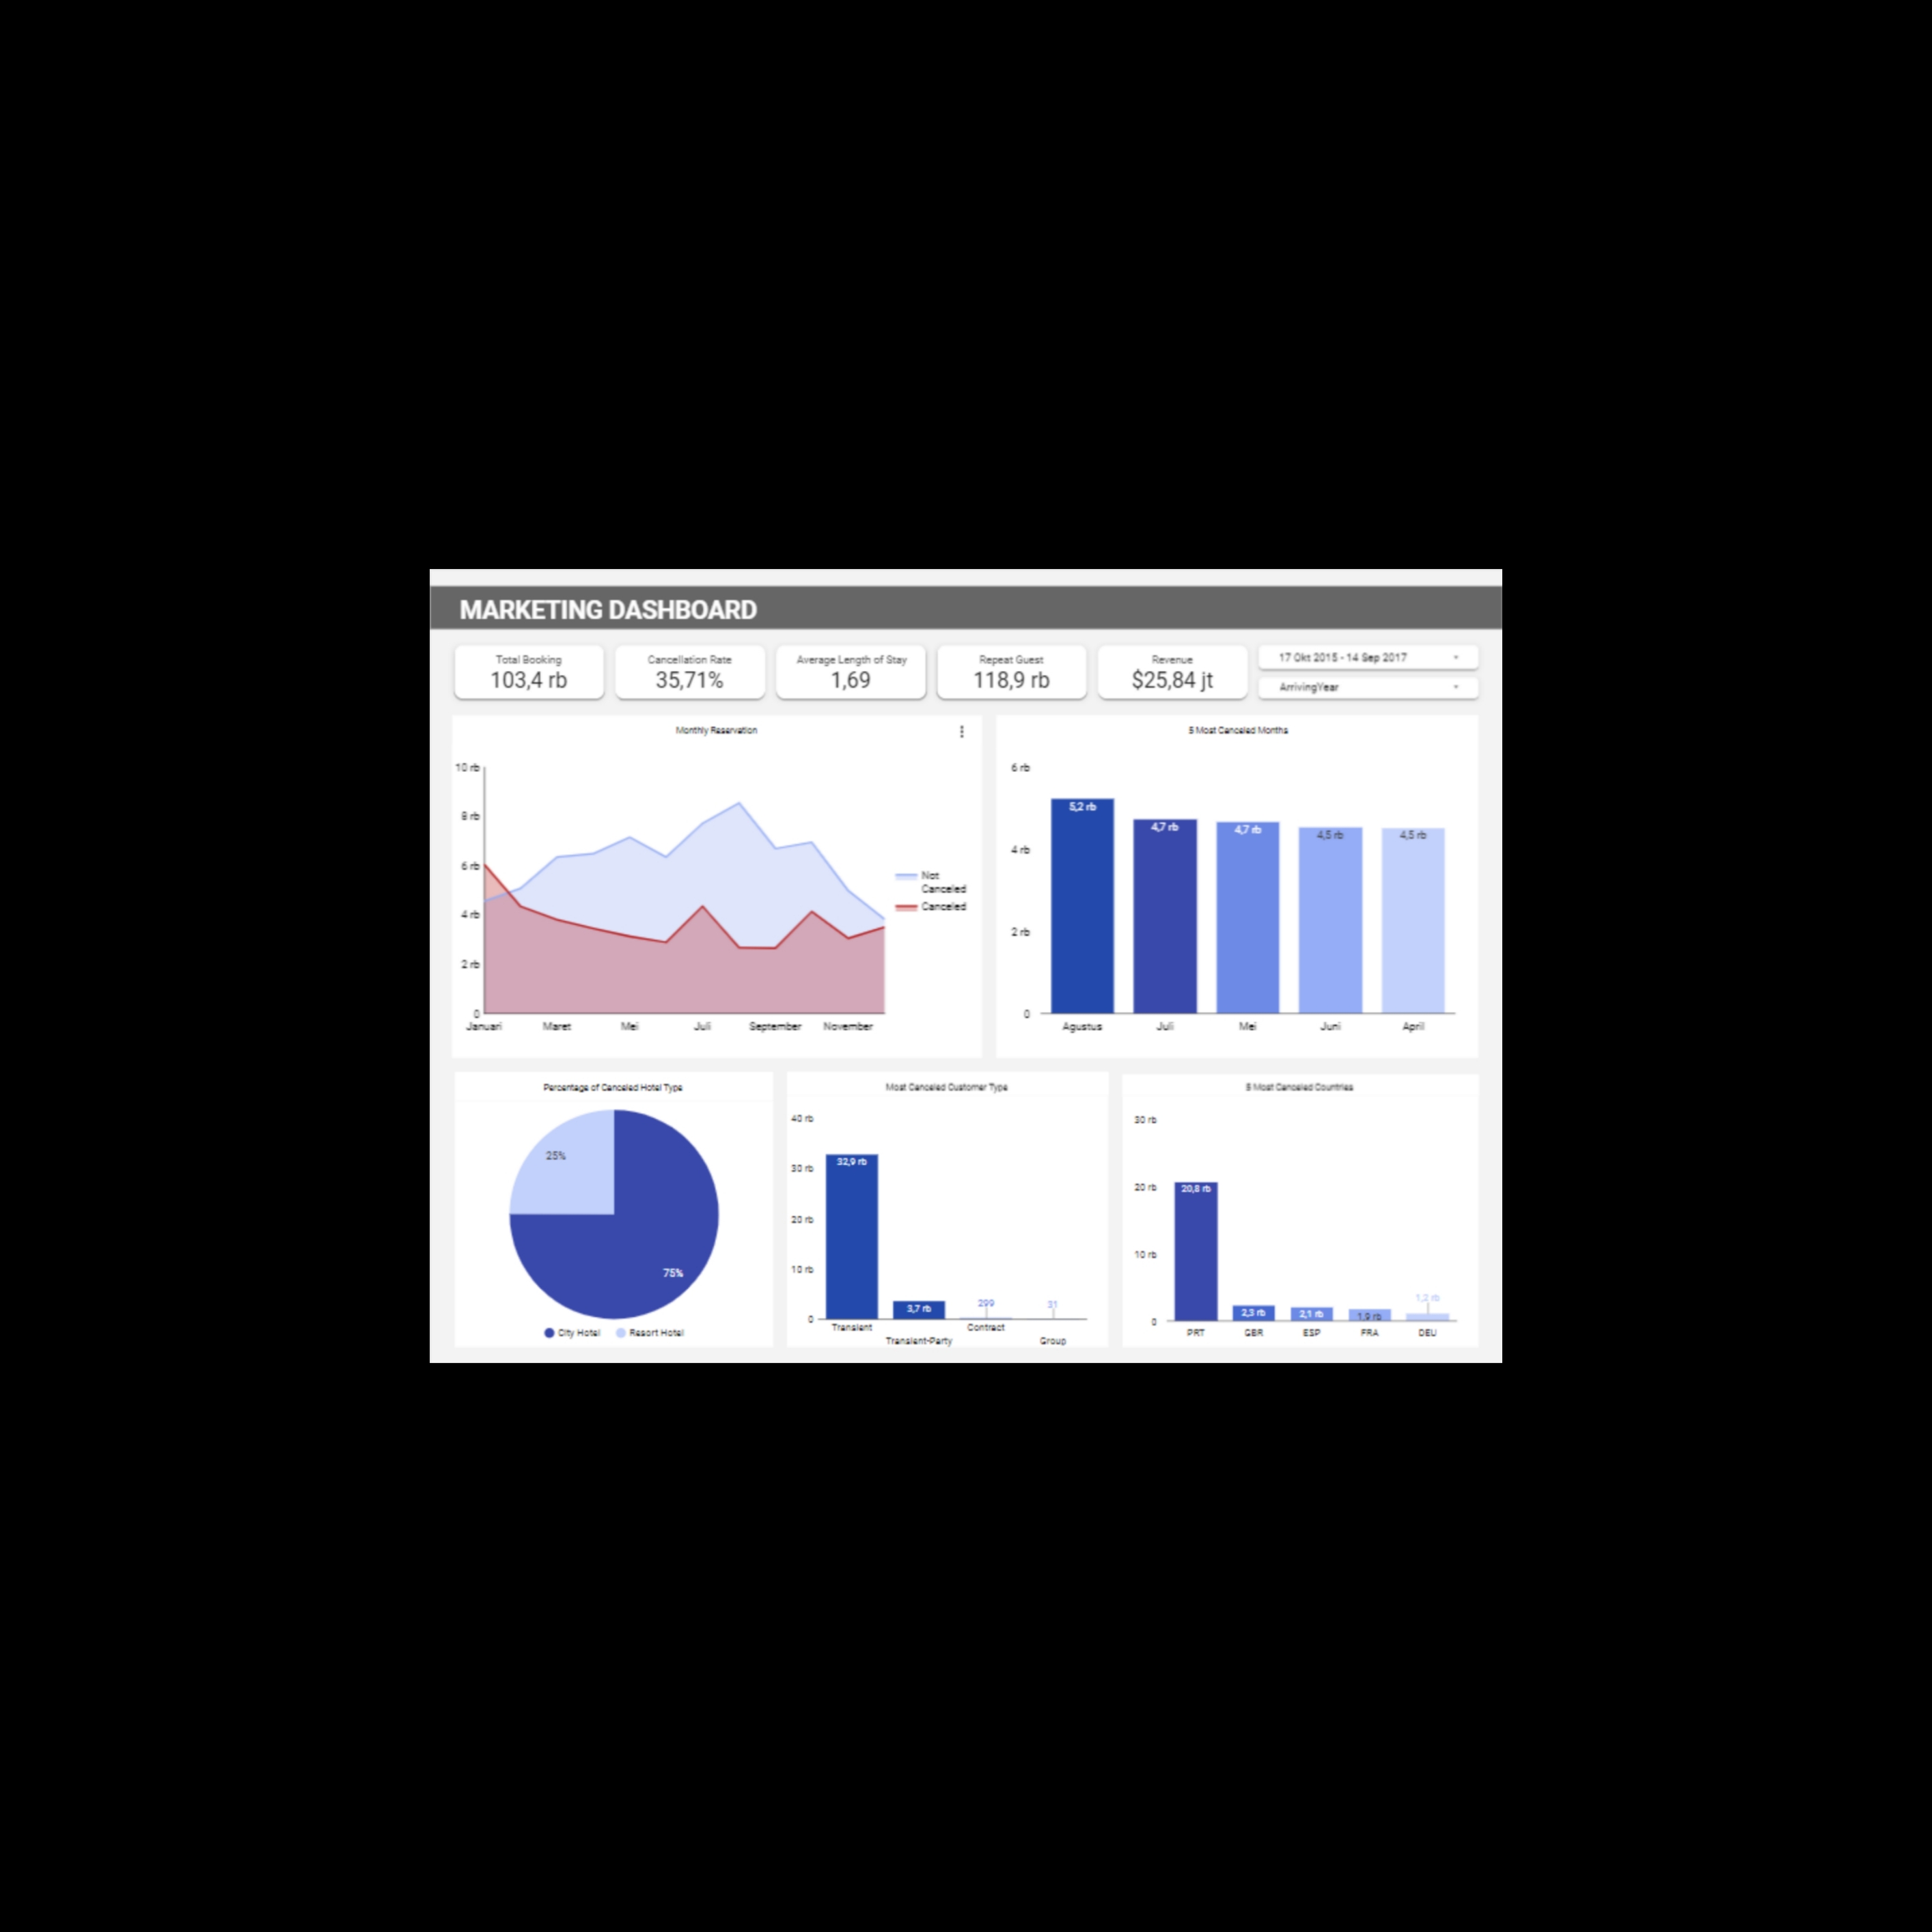 MARKETING DASHBOARD
Total Booking
103,4 rb
Cancellation Rate
35,71%
Average Length of Stay
1,69
Repeat Guest
118,9 rb
Revenue
$25,84 jt
17 Okt 2015 - 14 Sep 2017
ArrivingYear
Monthly Reservation
10 rb
8 rb
6 rb
4 rb
2 rb
0
Januari
Maret
Mei
Juli
September
November
Not
Canceled
Canceled
5 Most Canceled Months
6 rb
4 rb
2 rb
0
5,2 rb
4,7 rb
4,7 rb
4,5 rb
4,5 rb
Agustus
Juli
Mei
Juni
April
Percentage of Canceled Hotel Type
25%
75%
City Hotel
Resort Hotel
Most Canceled Customer Type
40 rb
30 rb
20 rb
10 rb
0
32,9 rb
3,7 rb
299
31
Transient
Transient-Party
Contract
Group
5 Most Canceled Countries
30 rb
20 rb
10 rb
0
20,8 rb
2,3 rb
2,1 rb
1,9 rb
1,2 rb
PRT
GBR
ESP
FRA
DEU